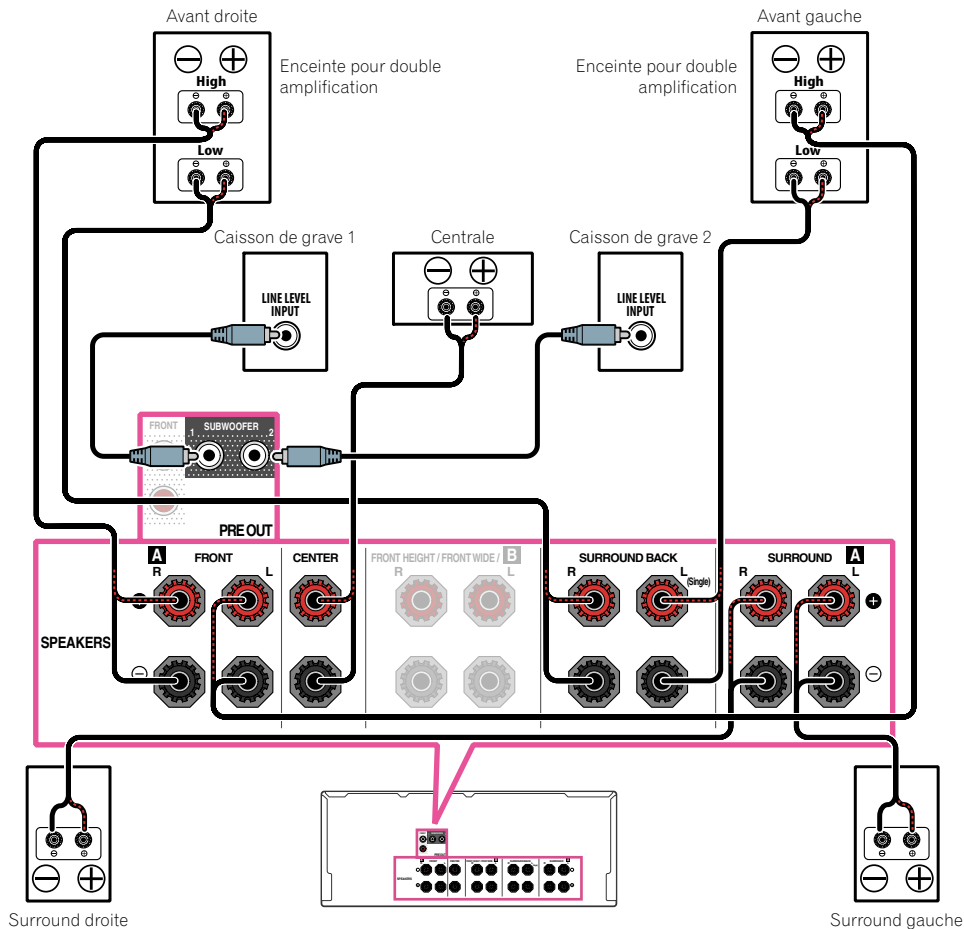 Avant droite
Avant gauche
Enceinte pour double
amplification
Enceinte pour double
amplification
High
High
Low
Low
Caisson de grave 1
Centrale
Caisson de grave 2
LINE LEVEL
INPUT
LINE LEVEL
INPUT
FRONT
SUBWOOFER
1
2
PRE OUT
A
FRONT
CENTER
FRONT HEIGHT / FRONT WIDE / B
SURROUND BACK
SURROUND
A
R
L
R
L
R
L
(Single)
R
L
SPEAKERS
Surround droite
Surround gauche